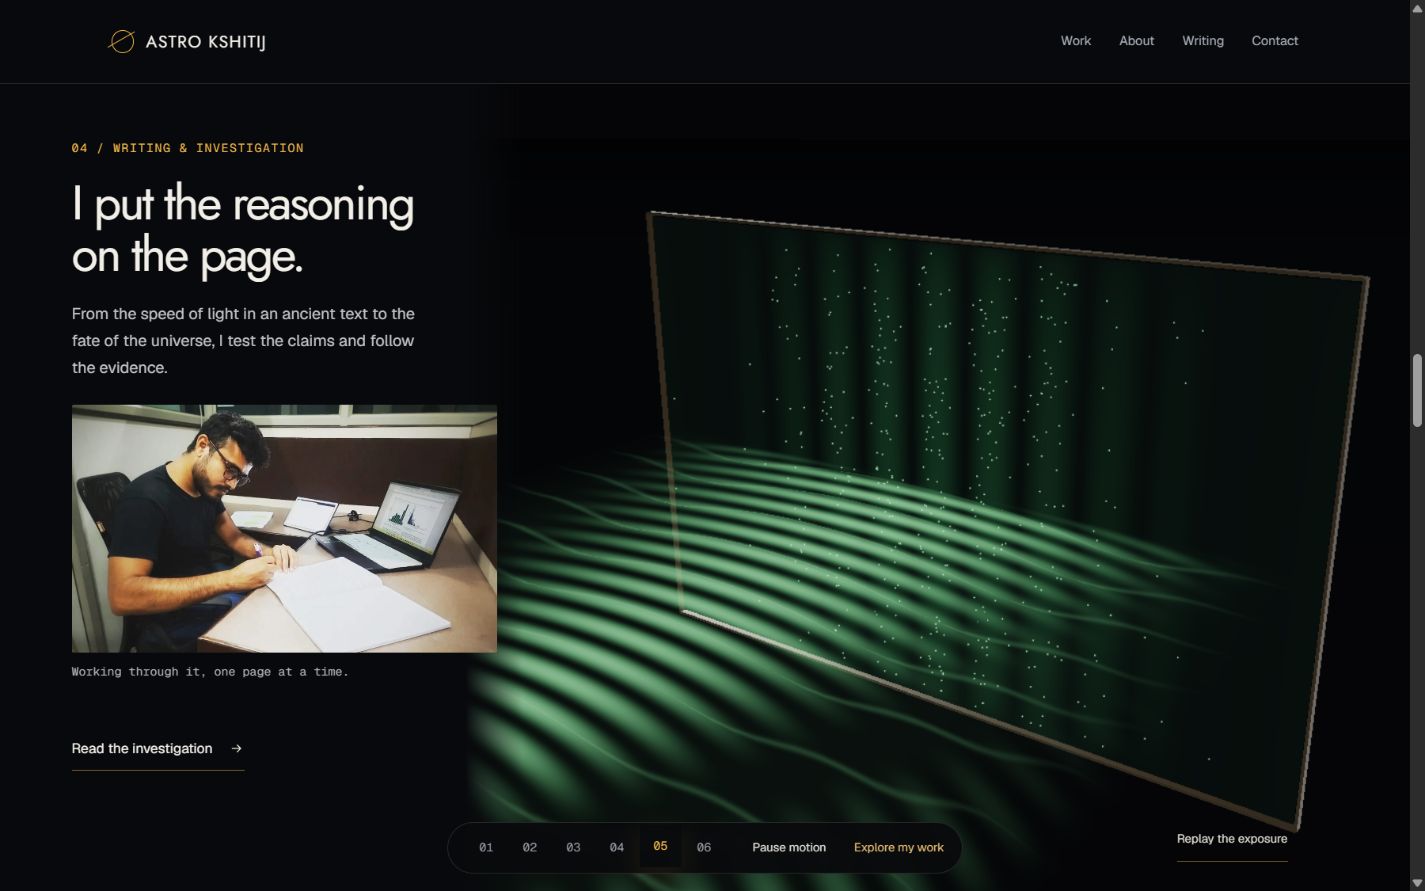 ASTRO KSHITIJ
Work
About
Writing
Contact
04 / WRITING & INVESTIGATION
I put the reasoning
on the page.
From the speed of light in an ancient text to the
fate of the universe, I test the claims and follow
the evidence.
Working through it, one page at a time.
Read the investigation →
Replay the exposure
01 02 03 04 05 06 Pause motion Explore my work